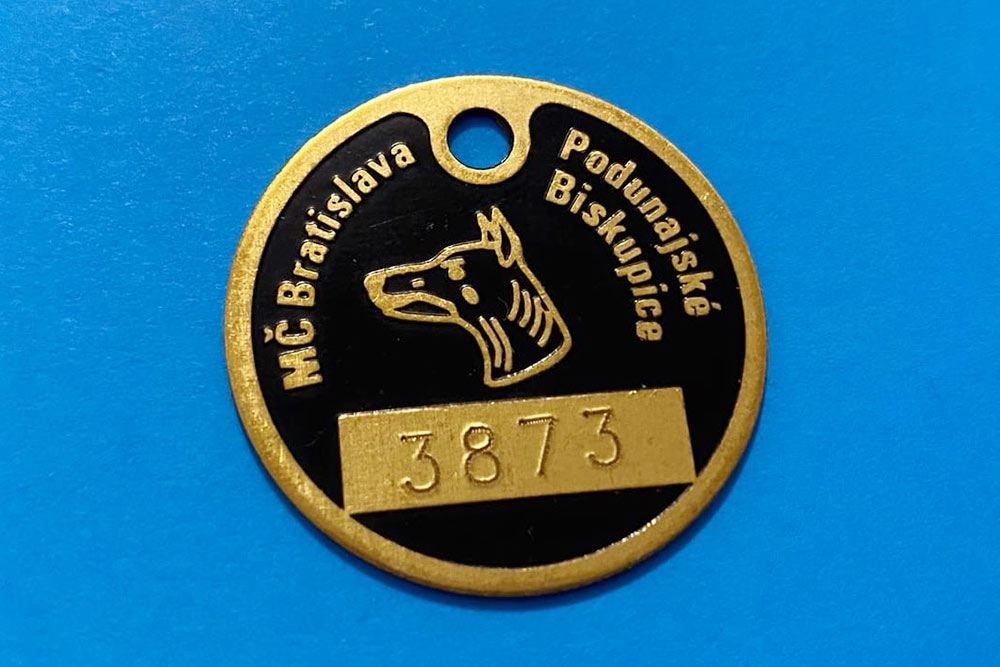 MČ Bratislava
Podunajské
Biskupice
3873